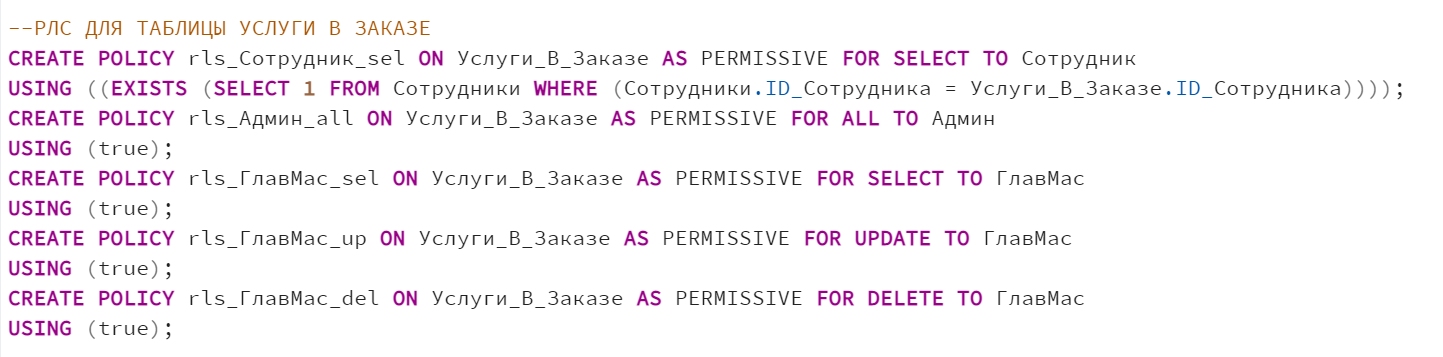 --РЛС ДЛЯ ТАБЛИЦЫ УСЛУГИ В ЗАКАЗЕ
CREATE POLICY rls_Сотрудник_sel ON Услуги_В_Заказе AS PERMISSIVE FOR SELECT TO Сотрудник
USING ((EXISTS (SELECT 1 FROM Сотрудники WHERE (Сотрудники.ID_Сотрудника = Услуги_В_Заказе.ID_Сотрудника))));
CREATE POLICY rls_Админ_all ON Услуги_В_Заказе AS PERMISSIVE FOR ALL TO Админ
USING (true);
CREATE POLICY rls_ГлавМас_sel ON Услуги_В_Заказе AS PERMISSIVE FOR SELECT TO ГлавМас
USING (true);
CREATE POLICY rls_ГлавМас_up ON Услуги_В_Заказе AS PERMISSIVE FOR UPDATE TO ГлавМас
USING (true);
CREATE POLICY rls_ГлавМас_del ON Услуги_В_Заказе AS PERMISSIVE FOR DELETE TO ГлавМас
USING (true);